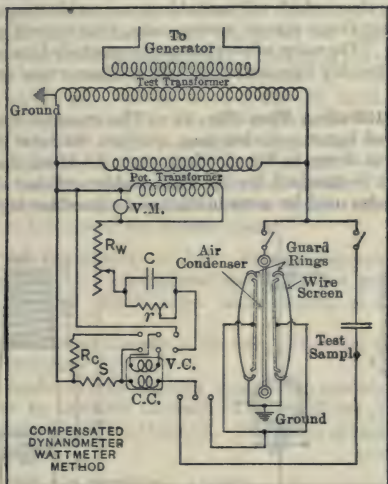 To
Generator
Test Transformer
Ground
Pot. Transformer
V.M.
RW
C
Air
Condenser
Guard
Rings
Wire
Screen
r
RC
S
V.C.
C.C.
Test
Sample
Ground
COMPENSATED
DYNANOMETER
WATTMETER
METHOD